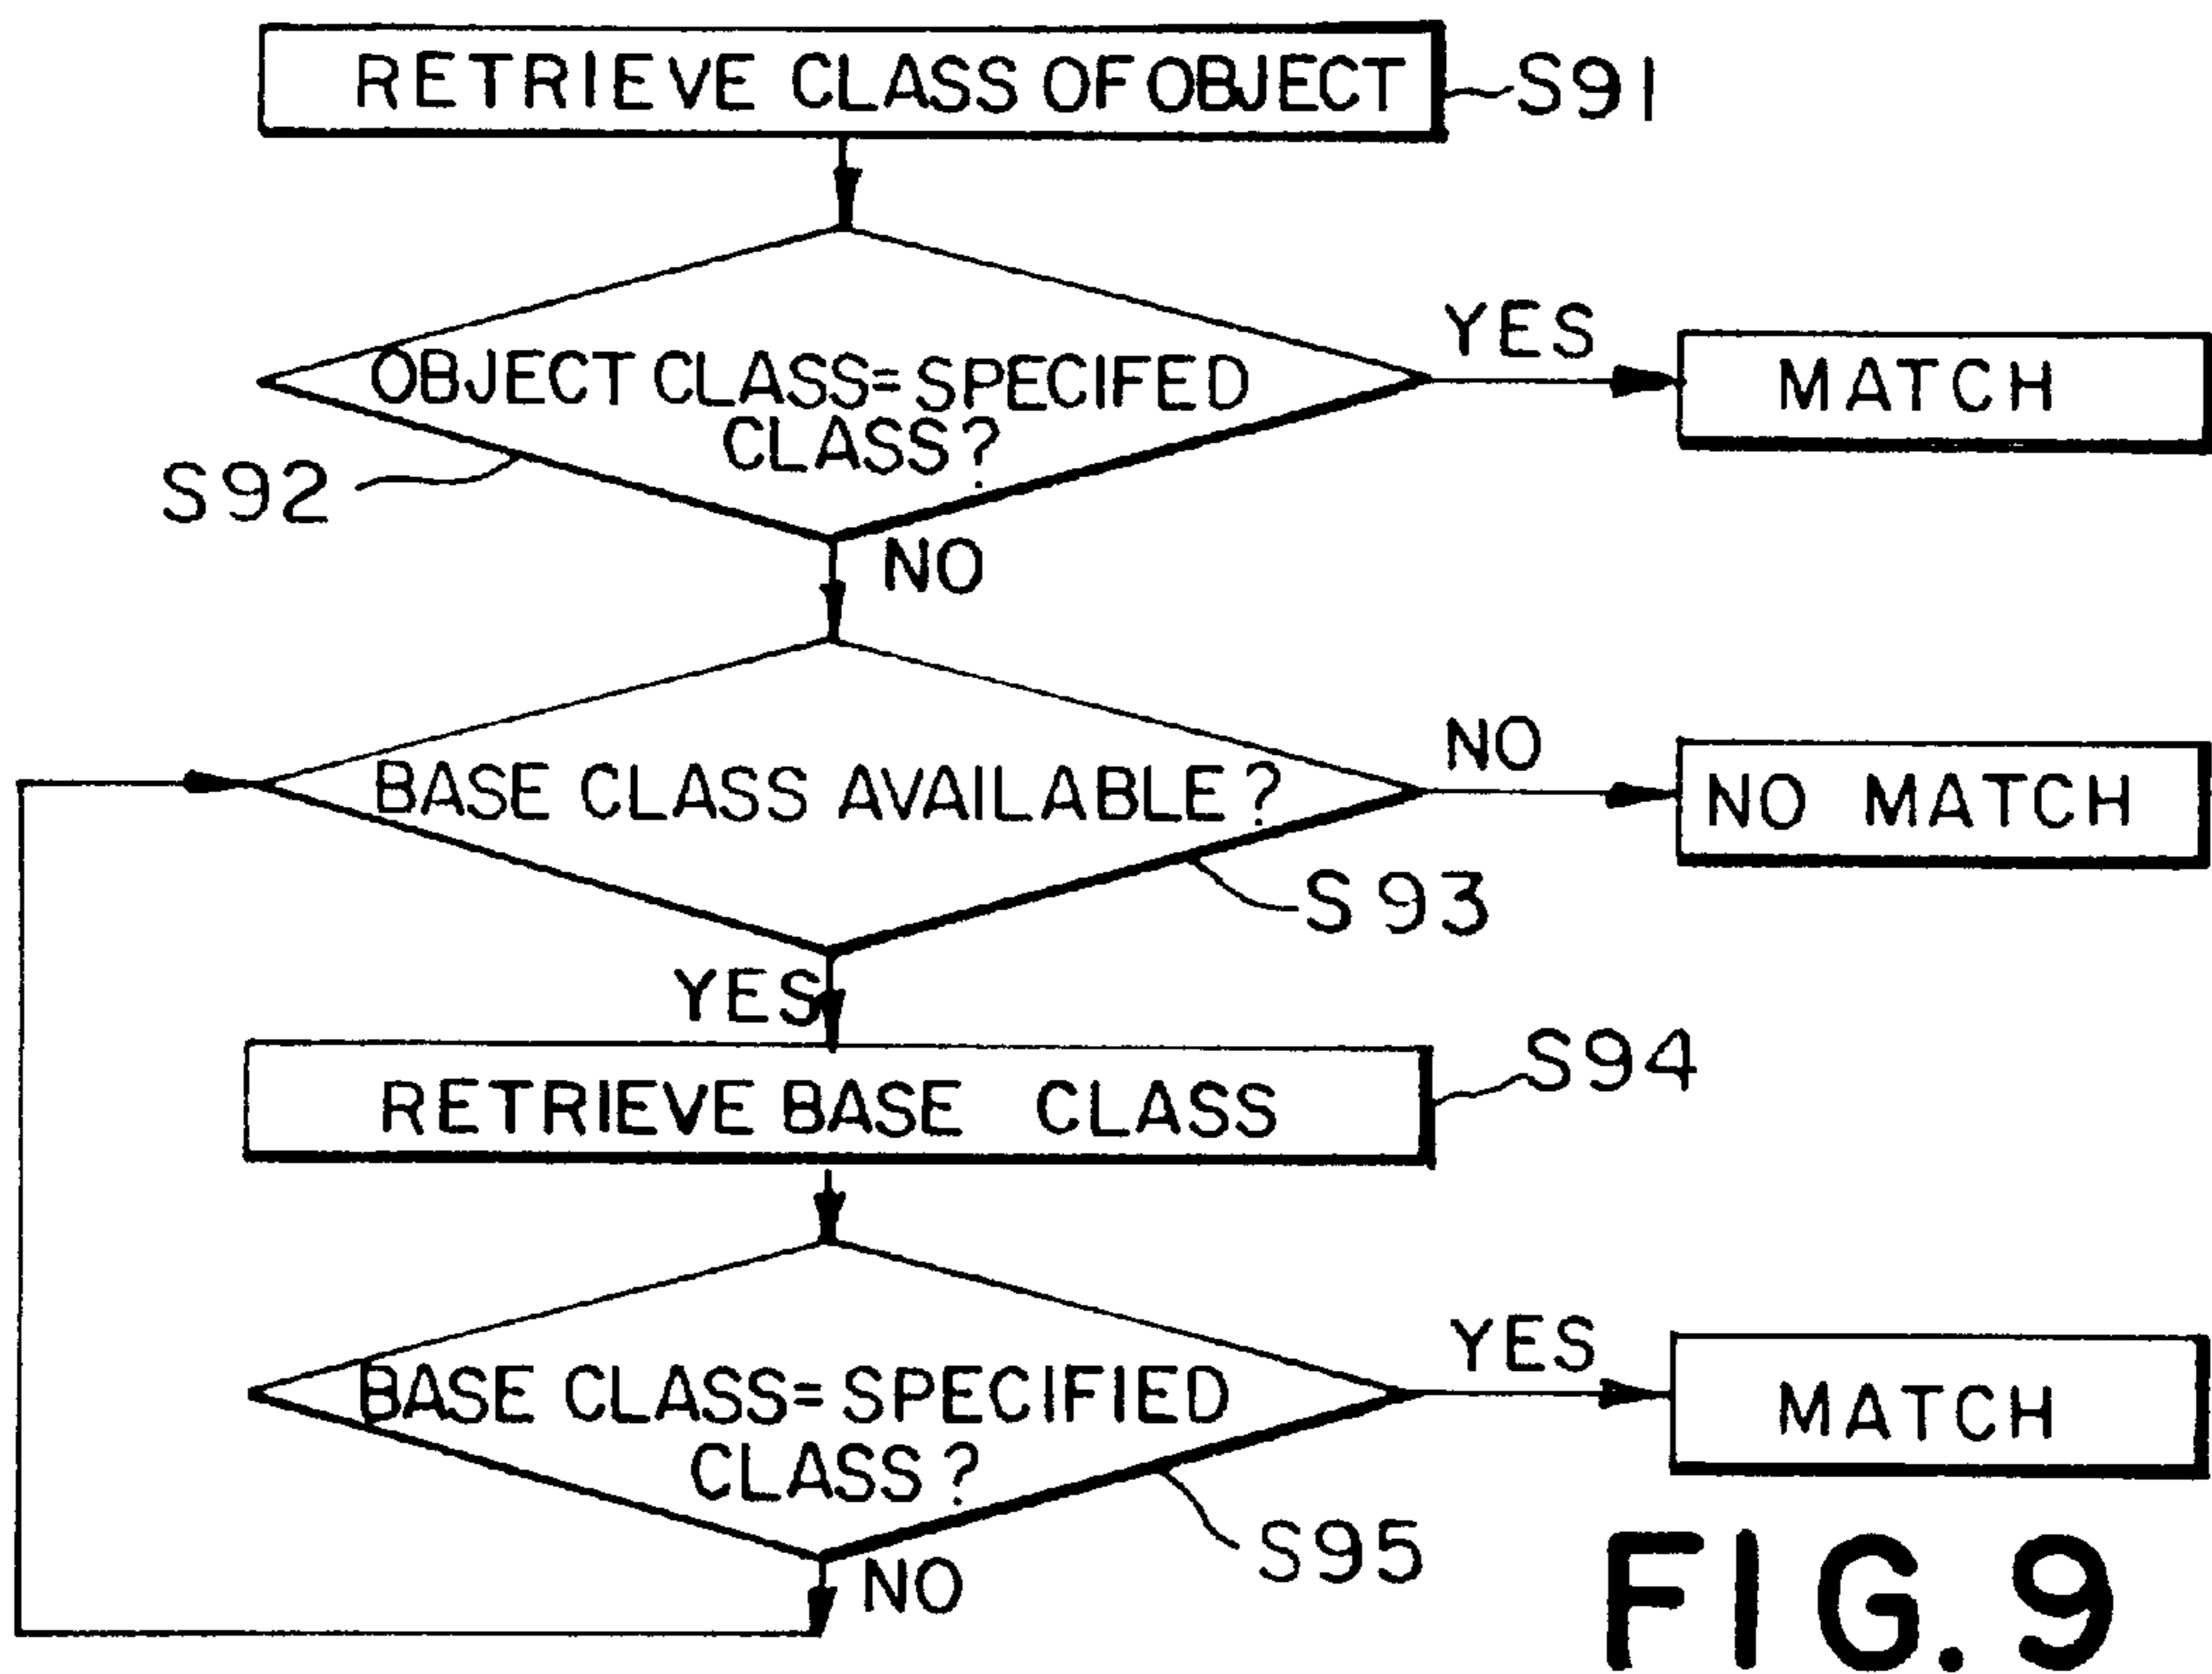 RETRIEVE CLASS OF OBJECT
S91
OBJECT CLASS=SPECIFED
CLASS?
YES
MATCH
S92
NO
BASE CLASS AVAILABLE?
NO
NO MATCH
S93
YES
RETRIEVE BASE CLASS
S94
BASE CLASS=SPECIFIED
CLASS?
YES
MATCH
S95
NO
FIG.9